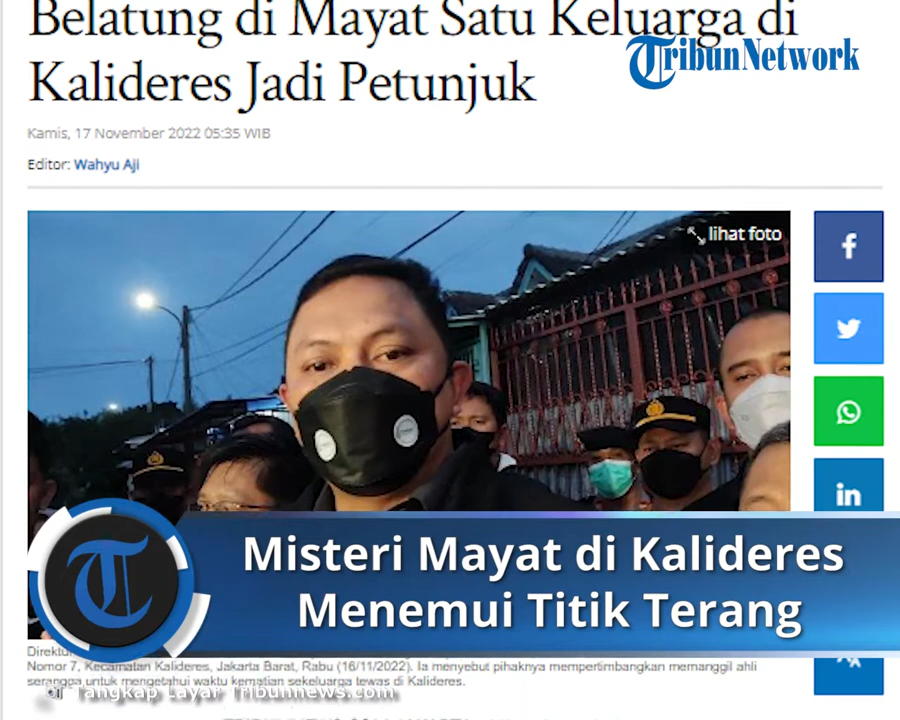 Belatung di Mayat Satu Keluarga di
Kalideres Jadi Petunjuk
TribunNetwork
Kamis, 17 November 2022 05:35 WIB
Editor: Wahyu Aji
lihat foto
Misteri Mayat di Kalideres
Menemui Titik Terang
Nomor 7, Kecamatan Kalideres, Jakarta Barat, Rabu (16/11/2022). Ia menyebut pihaknya mempertimbangkan memanggil ahli
serangga untuk mengetahui waktu kematian sekeluarga tewas di Kalideres.
Tangkap Layar Tribunnews.com